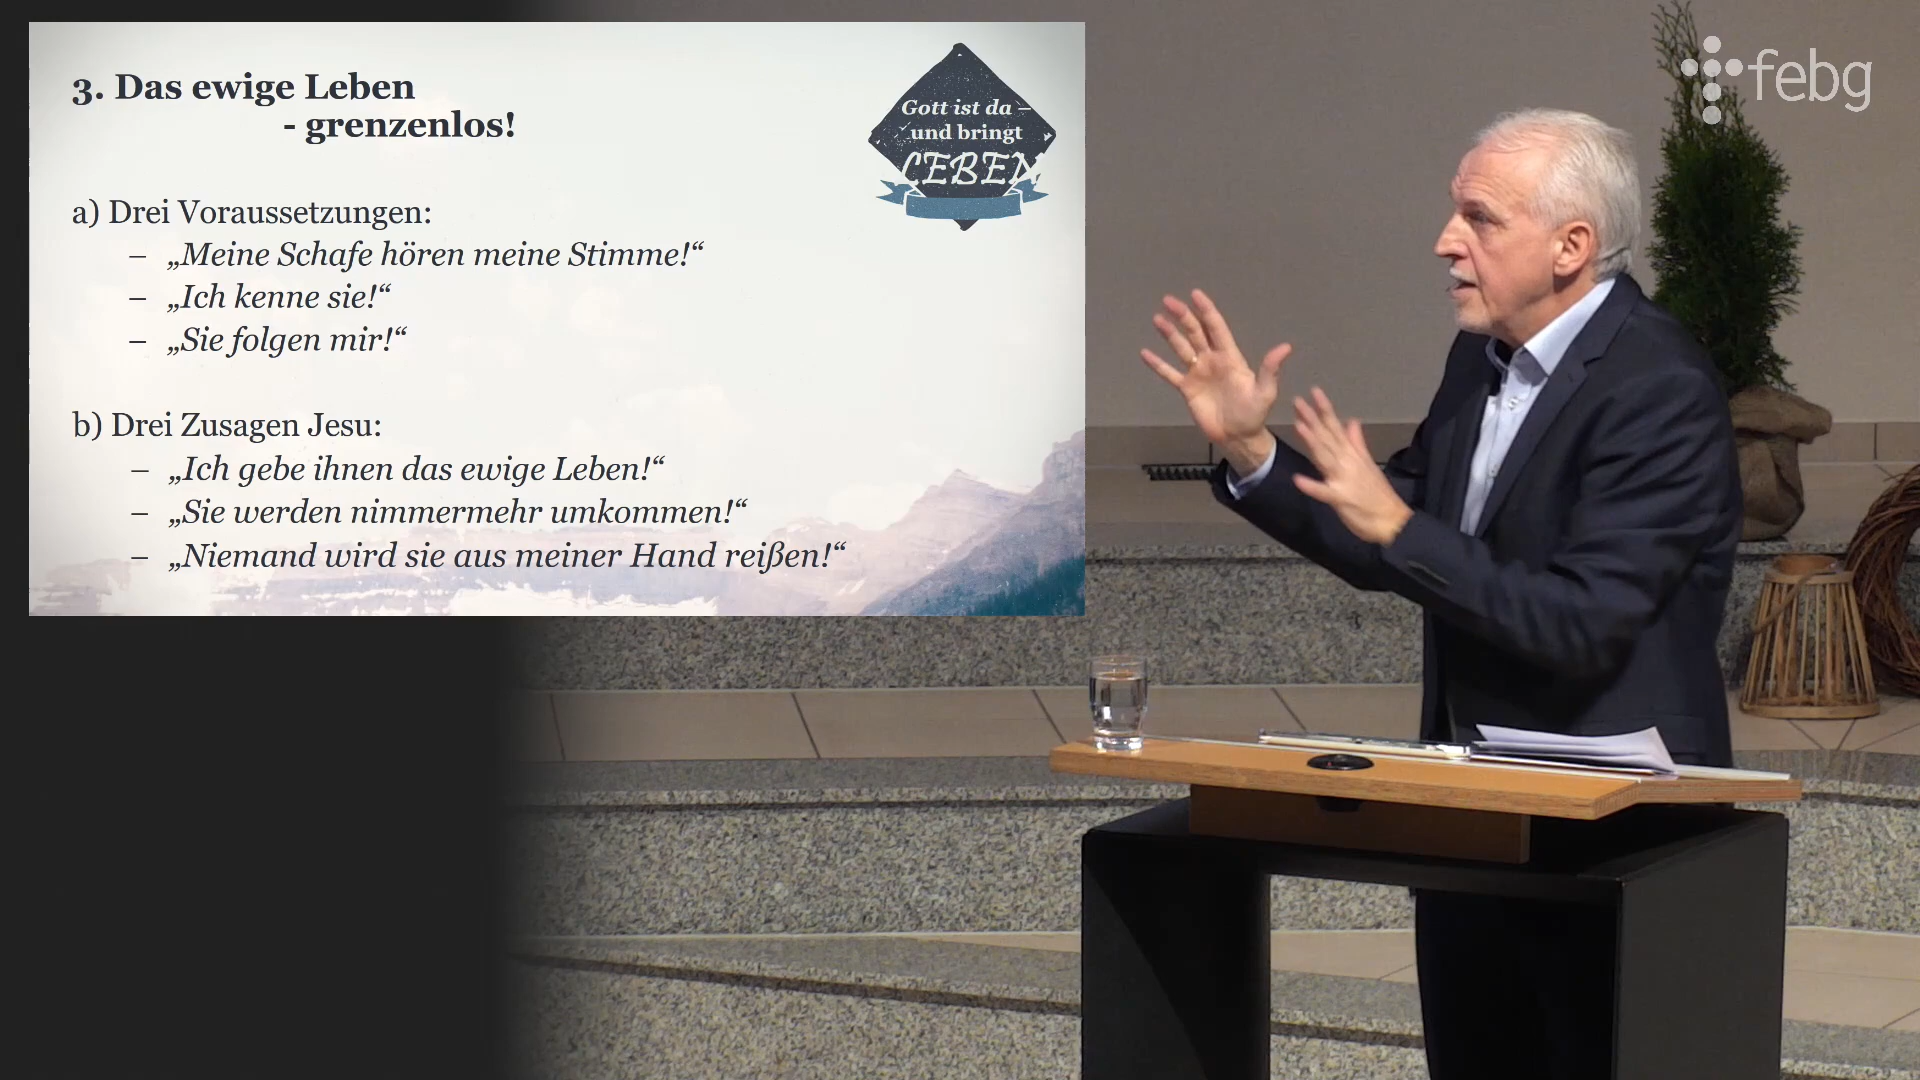 3. Das ewige Leben
- grenzenlos!
a) Drei Voraussetzungen:
– „Meine Schafe hören meine Stimme!“
– „Ich kenne sie!“
– „Sie folgen mir!“
b) Drei Zusagen Jesu:
– „Ich gebe ihnen das ewige Leben!“
– „Sie werden nimmermehr umkommen!“
– „Niemand wird sie aus meiner Hand reißen!“
Gott ist da –
und bringt
LEBEN
febg